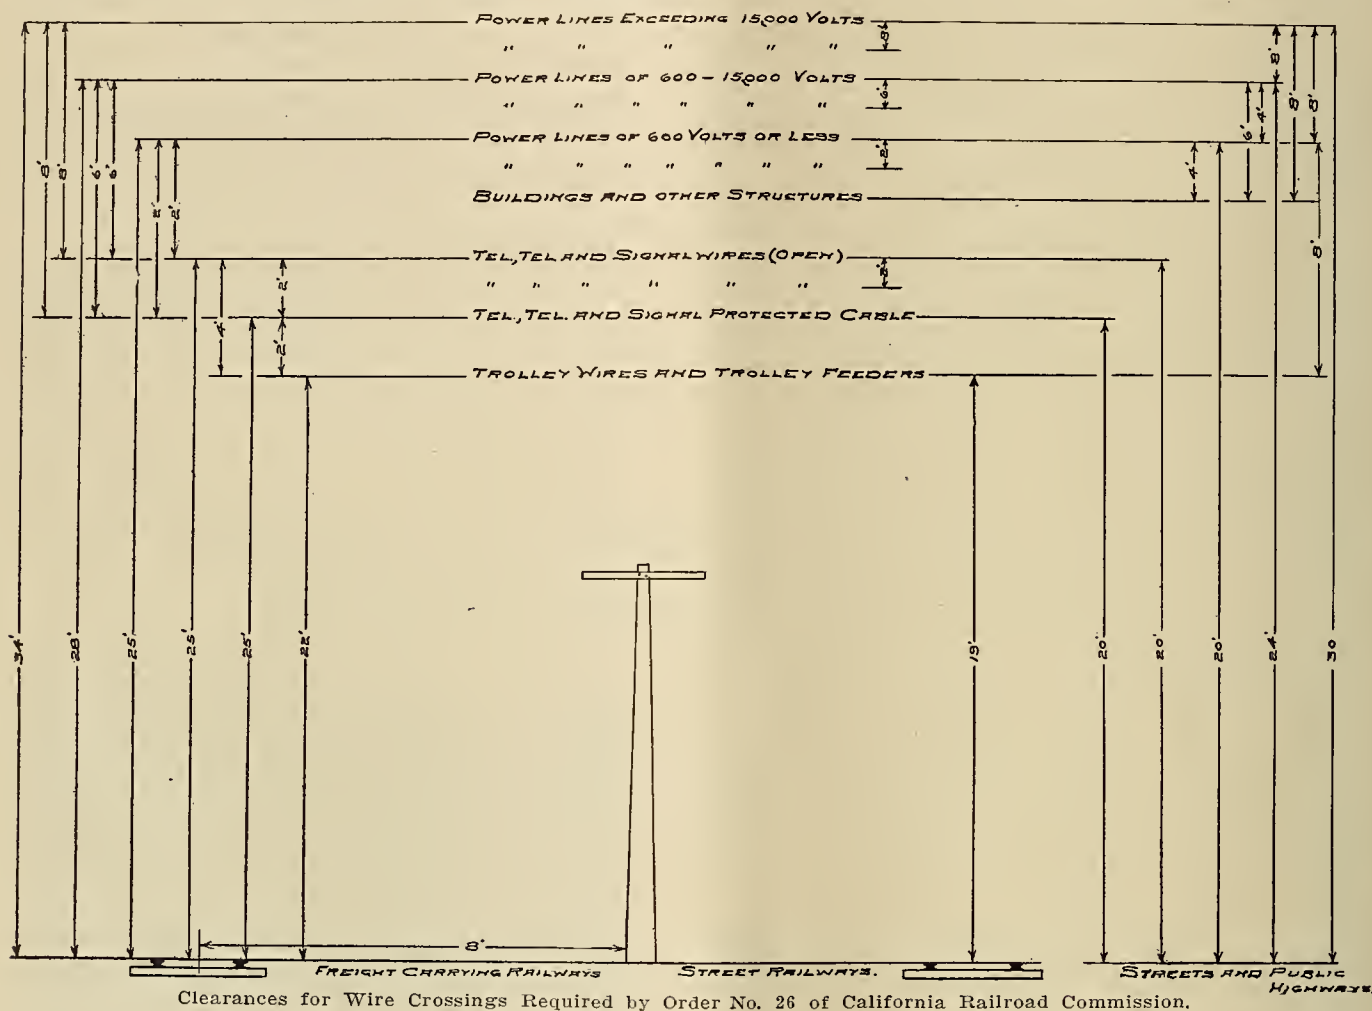 POWER LINES EXCEEDING 15,000 VOLTS
" " " " "
8'
POWER LINES OF 600-15,000 VOLTS
" " " " " "
6'
POWER LINES OF 600 VOLTS OR LESS
" " " " " " "
2'
BUILDINGS AND OTHER STRUCTURES
TEL., TEL AND SIGNAL WIRES (OPEN)
" " " " " "
2'
TEL., TEL. AND SIGNAL PROTECTED CABLE
TROLLEY WIRES AND TROLLEY FEEDERS
8' 8' 6' 6' 2' 2'
4' 2' 2'
8' 8' 8' 4' 6' 4' 8'
34' 28' 25' 25' 25' 22' 19' 20' 20' 20' 24' 30
8'
FREIGHT CARRYING RAILWAYS STREET RAILWAYS. STREETS AND PUBLIC
HIGHWAYS
Clearances for Wire Crossings Required by Order No. 26 of California Railroad Commission.